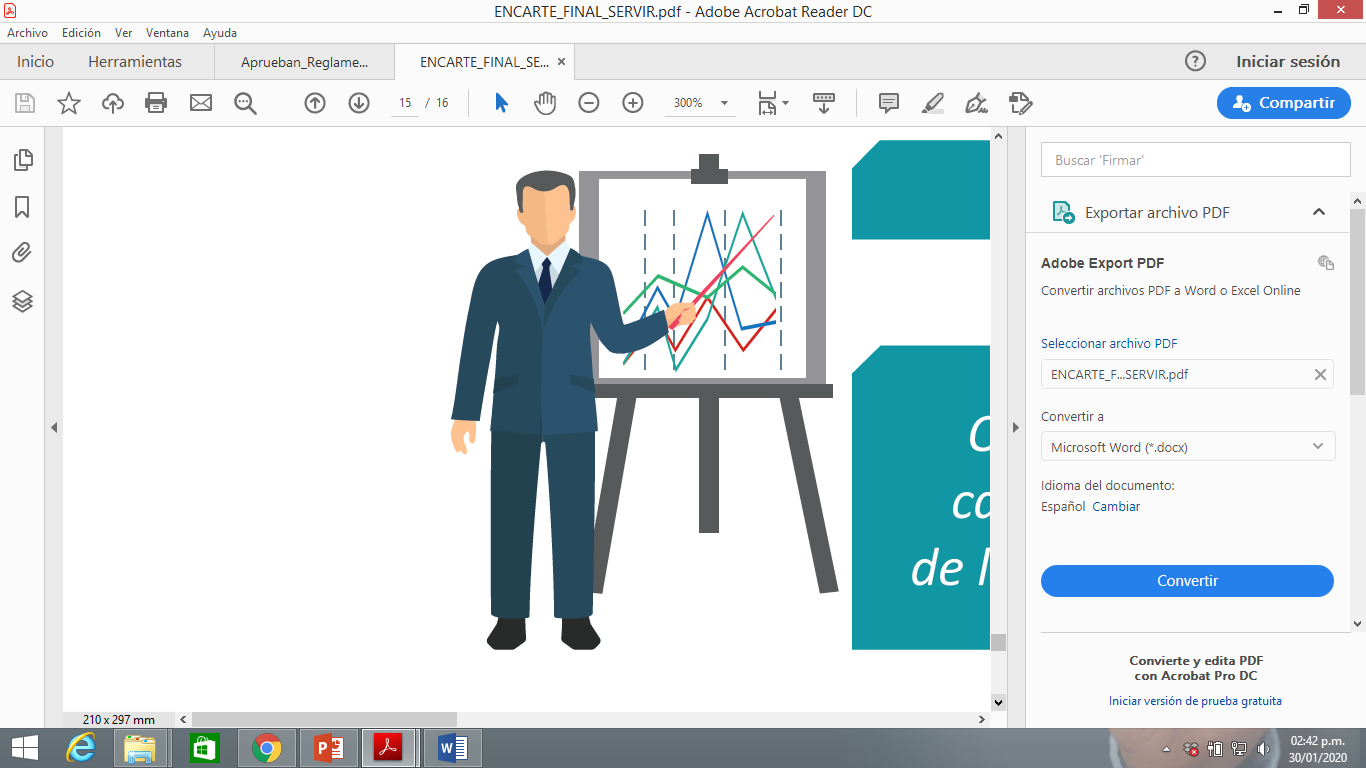 ENCARTE_FINAL_SERVIR.pdf - Adobe Acrobat Reader DC
Archivo Edición Ver Ventana Ayuda
Inicio Herramientas Aprueban_Reglame... ENCARTE_FINAL_SE... × Iniciar sesión
15 / 16 300% Compartir
Buscar 'Firmar'
Exportar archivo PDF
Adobe Export PDF
Convertir archivos PDF a Word o Excel Online
Seleccionar archivo PDF
ENCARTE_F...SERVIR.pdf
Convertir a
Microsoft Word (*.docx)
Idioma del documento:
Español Cambiar
Convertir
Convierte y edita PDF
con Acrobat Pro DC
Iniciar versión de prueba gratuita
C
ca
de l
210 x 297 mm
02:42 p.m.
30/01/2020